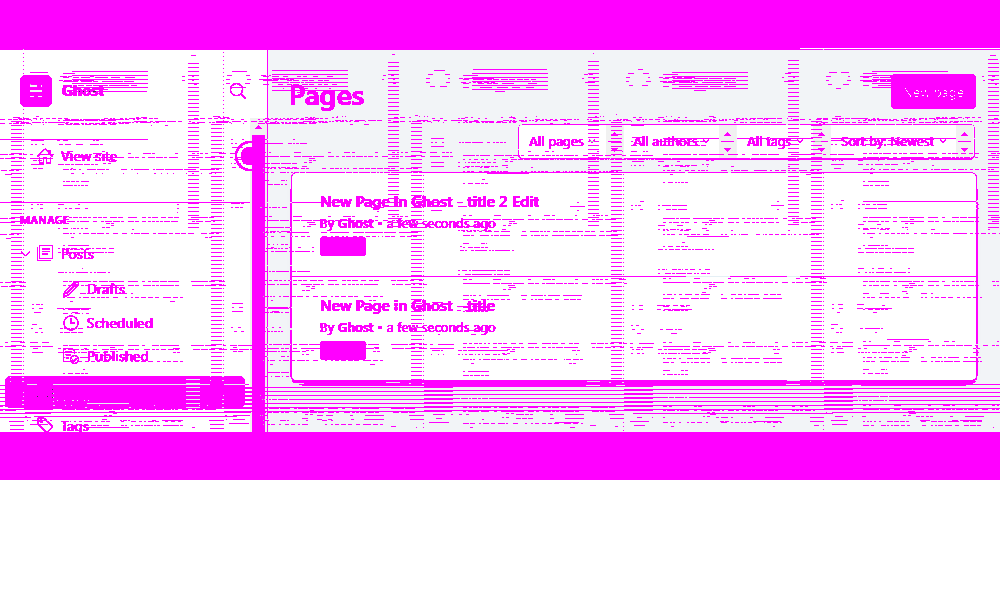 Ghost
Pages
New page
View site
All pages
All authors
All tags
Sort by: Newest
MANAGE
New Page in Ghost - title 2 Edit
By Ghost • a few seconds ago
Posts
Drafts
New Page in Ghost - title
Scheduled
By Ghost • a few seconds ago
Published
Tags